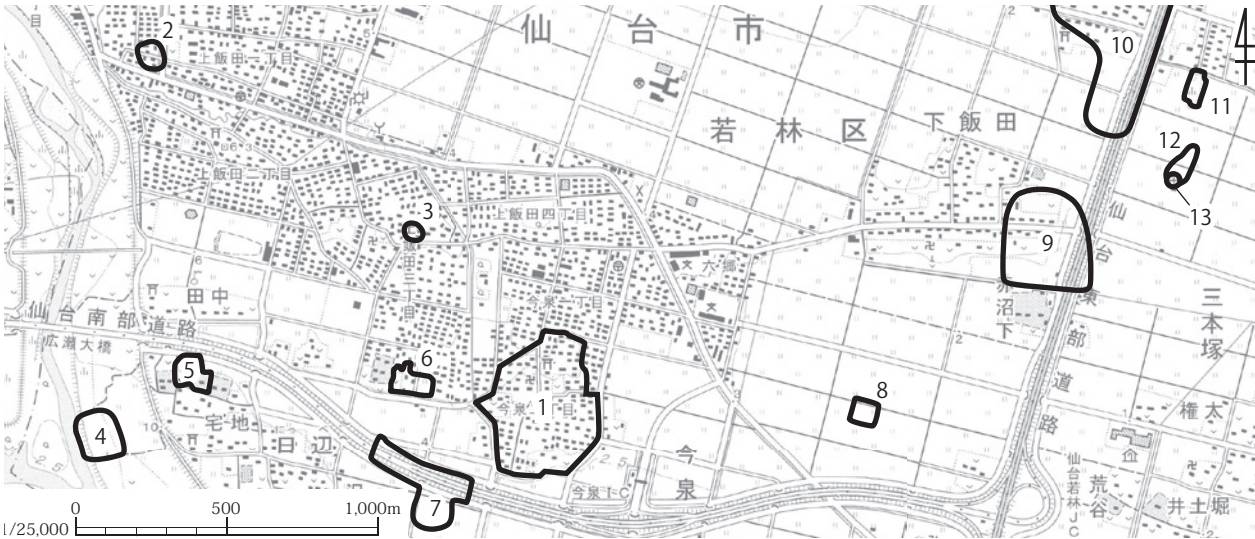 仙台市
若林区
下飯田
上飯田一丁目
上飯田二丁目
上飯田四丁目
今泉一丁目
六郷
田中
仙台南部道路
広瀬大橋
宅地
日辺
今泉
今泉IC
赤沼下
仙台東部道路
三本塚
権太
荒谷
井土堀
仙台若林JC
1
2
3
4
5
6
7
8
9
10
11
12
13
0 500 1,000m
1/25,000